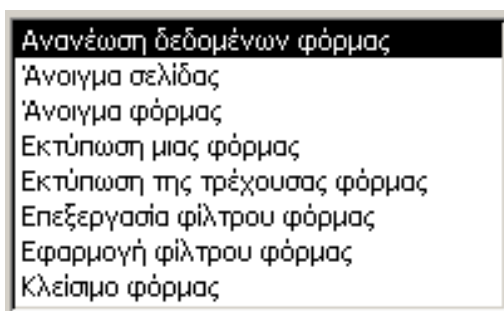 Ανανέωση δεδομένων φόρμας
Άνοιγμα σελίδας
Άνοιγμα φόρμας
Εκτύπωση μιας φόρμας
Εκτύπωση της τρέχουσας φόρμας
Επεξεργασία φίλτρου φόρμας
Εφαρμογή φίλτρου φόρμας
Κλείσιμο φόρμας